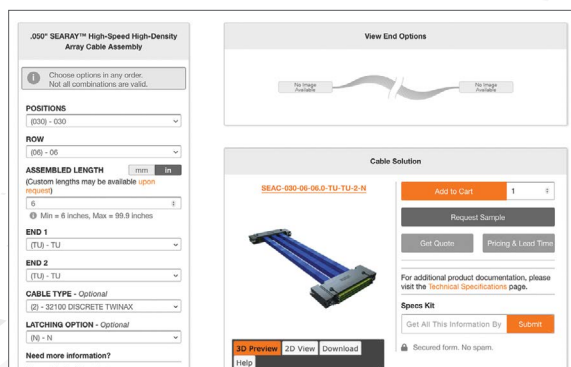 .050" SEARAY™ High-Speed High-Density
Array Cable Assembly
Choose options in any order.
Not all combinations are valid.
POSITIONS
(030) - 030
ROW
(06) - 06
ASSEMBLED LENGTH mm in
(Custom lengths may be available upon
request)
6
Min = 6 inches, Max = 99.9 inches
END 1
(TU) - TU
END 2
(TU) - TU
CABLE TYPE - Optional
(2) - 32100 DISCRETE TWINAX
LATCHING OPTION - Optional
(N) - N
Need more information?
View End Options
No Image
Available
No Image
Available
Cable Solution
SEAC-030-06-06.0-TU-TU-2-N
3D Preview 2D View Download
Help
Add to Cart 1
Request Sample
Get Quote Pricing & Lead Time
For additional product documentation, please
visit the Technical Specifications page.
Specs Kit
Get All This Information By Submit
Secured form. No spam.